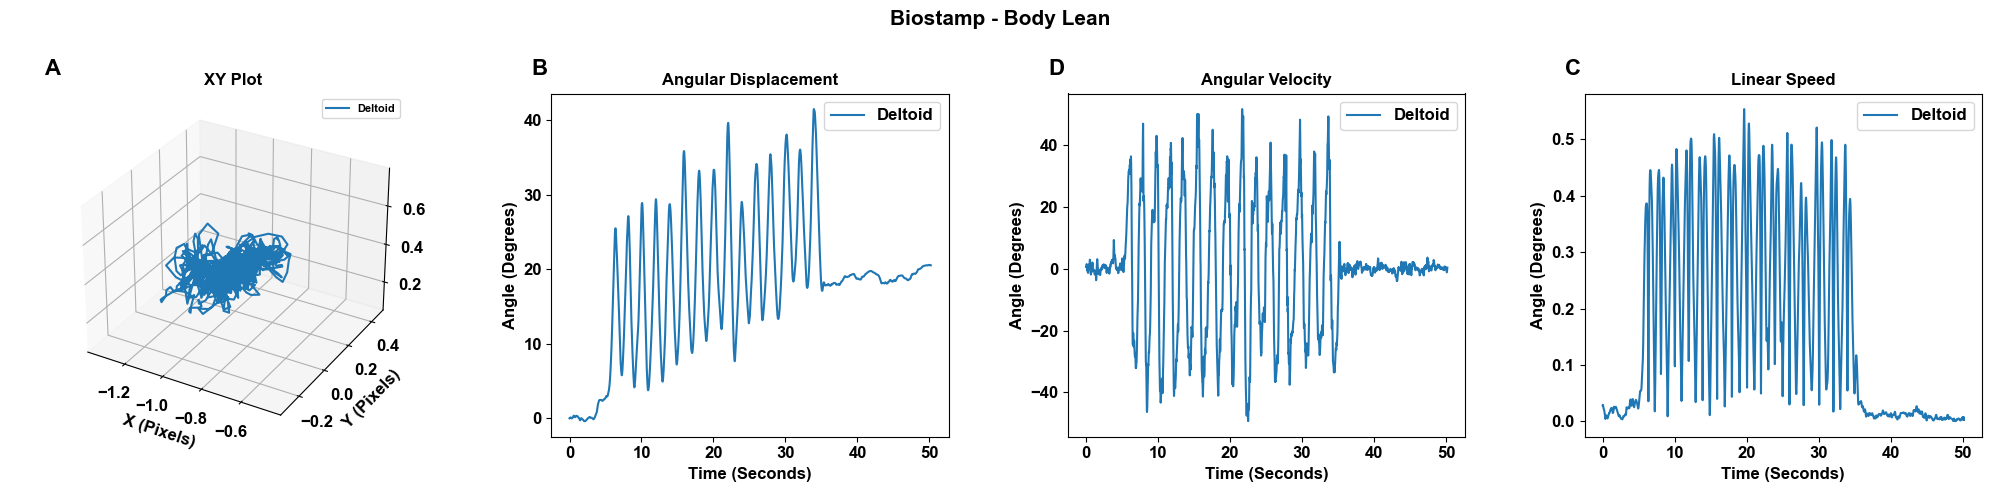 Biostamp - Body Lean
A
XY Plot
Deltoid
0.6
0.4
0.2
0.4
0.2
0.0
−0.2
Y (Pixels)
−1.2
−1.0
−0.8
−0.6
X (Pixels)
B
Angular Displacement
Deltoid
40
30
20
10
0
Angle (Degrees)
0 10 20 30 40 50
Time (Seconds)
D
Angular Velocity
Deltoid
40
20
0
−20
−40
Angle (Degrees)
0 10 20 30 40 50
Time (Seconds)
C
Linear Speed
Deltoid
0.5
0.4
0.3
0.2
0.1
0.0
Angle (Degrees)
0 10 20 30 40 50
Time (Seconds)